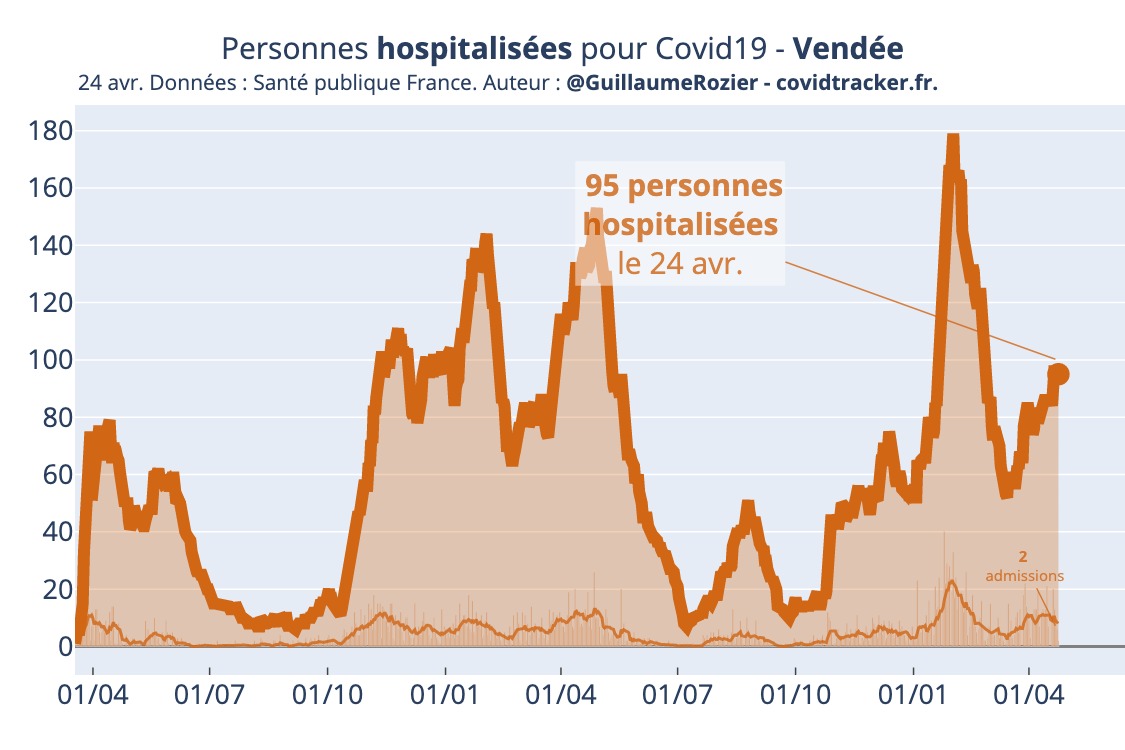 Personnes hospitalisées pour Covid19 - Vendée
24 avr. Données : Santé publique France. Auteur : @GuillaumeRozier - covidtracker.fr.
180
160
140
120
100
80
60
40
20
0
95 personnes
hospitalisées
le 24 avr.
2
admissions
01/04 01/07 01/10 01/01 01/04 01/07 01/10 01/01 01/04